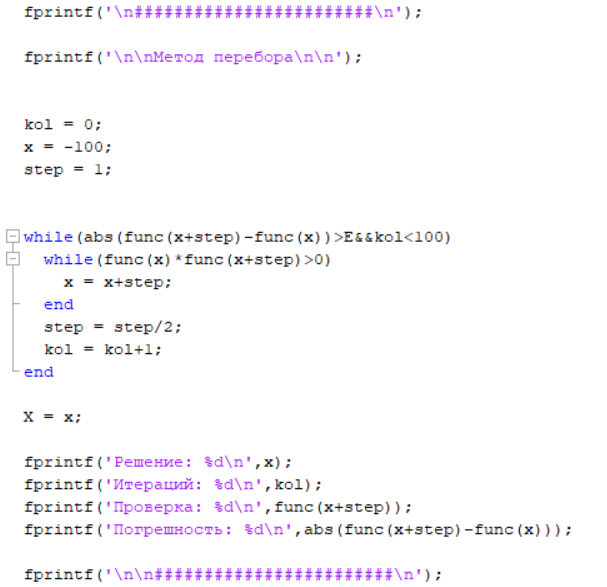 fprintf('\n########################\n');
fprintf('\n\nМетод перебора\n\n');
kol = 0;
x = -100;
step = 1;
while(abs(func(x+step)-func(x))>E&&kol<100)
while(func(x)*func(x+step)>0)
x = x+step;
end
step = step/2;
kol = kol+1;
end
X = x;
fprintf('Решение: %d\n',x);
fprintf('Итераций: %d\n',kol);
fprintf('Проверка: %d\n',func(x+step));
fprintf('Погрешность: %d\n',abs(func(x+step)-func(x)));
fprintf('\n\n########################\n');